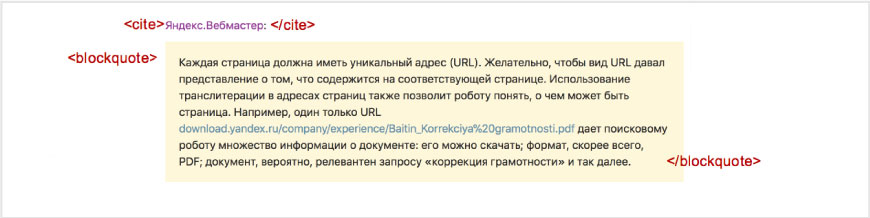 <cite>Яндекс.Вебмастер: </cite>
<blockquote>
Каждая страница должна иметь уникальный адрес (URL). Желательно, чтобы вид URL давал
представление о том, что содержится на соответствующей странице. Использование
транслитерации в адресах страниц также позволит роботу понять, о чем может быть
страница. Например, один только URL
download.yandex.ru/company/experience/Baitin_Korrekciya%20gramotnosti.pdf дает поисковому
роботу множество информации о документе: его можно скачать; формат, скорее всего,
PDF; документ, вероятно, релевантен запросу «коррекция грамотности» и так далее.
</blockquote>